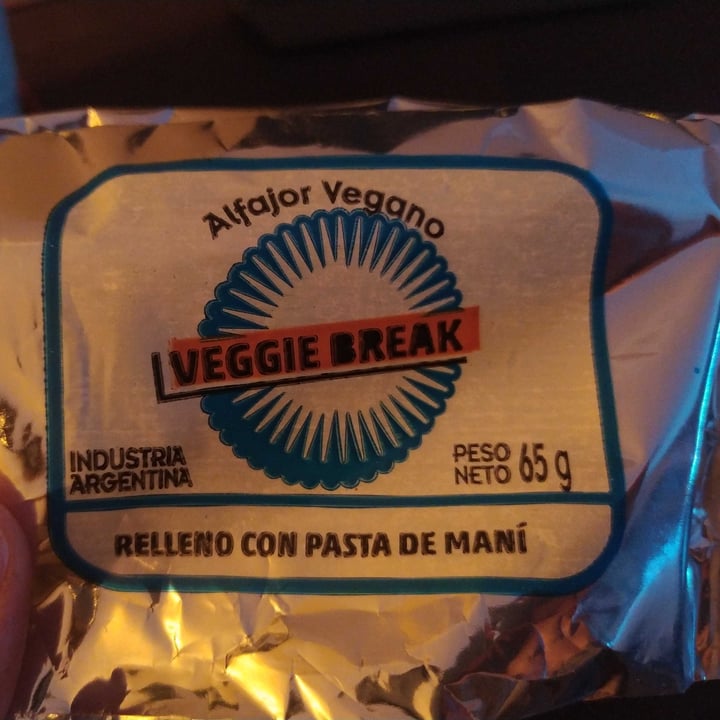 Alfajor Vegano
VEGGIE BREAK
INDUSTRIA
ARGENTINA
PESO
NETO 65 g
RELLENO CON PASTA DE MANÍ